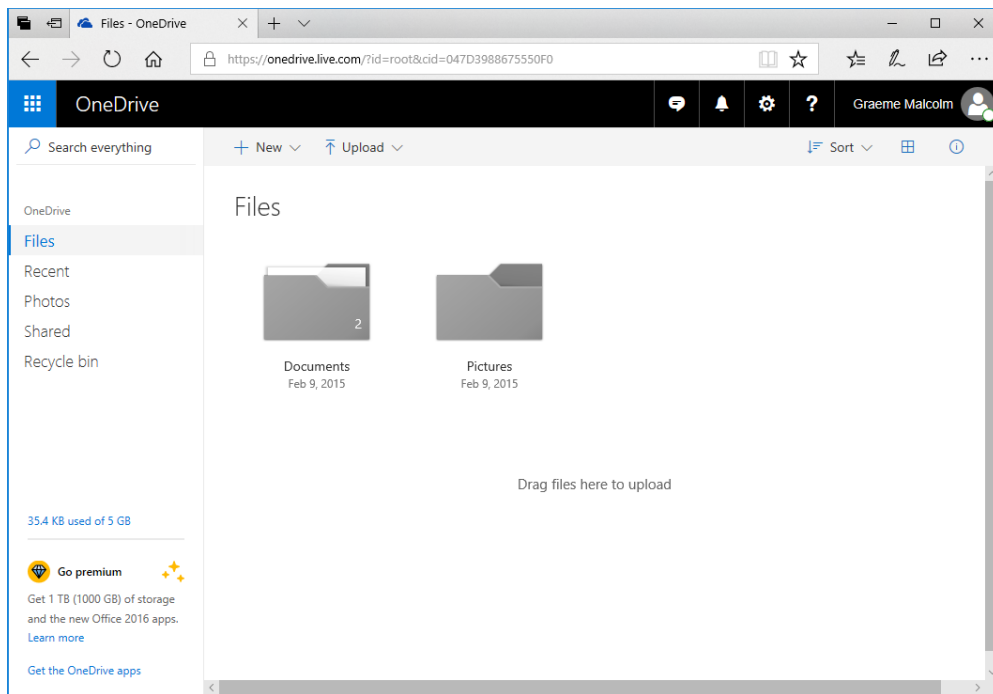 Files - OneDrive
https://onedrive.live.com/?id=root&cid=047D3988675550F0
OneDrive
Graeme Malcolm
Search everything
New
Upload
Sort
OneDrive
Files
Recent
Photos
Shared
Recycle bin
Files
2
Documents
Feb 9, 2015
Pictures
Feb 9, 2015
Drag files here to upload
35.4 KB used of 5 GB
Go premium
Get 1 TB (1000 GB) of storage
and the new Office 2016 apps.
Learn more
Get the OneDrive apps